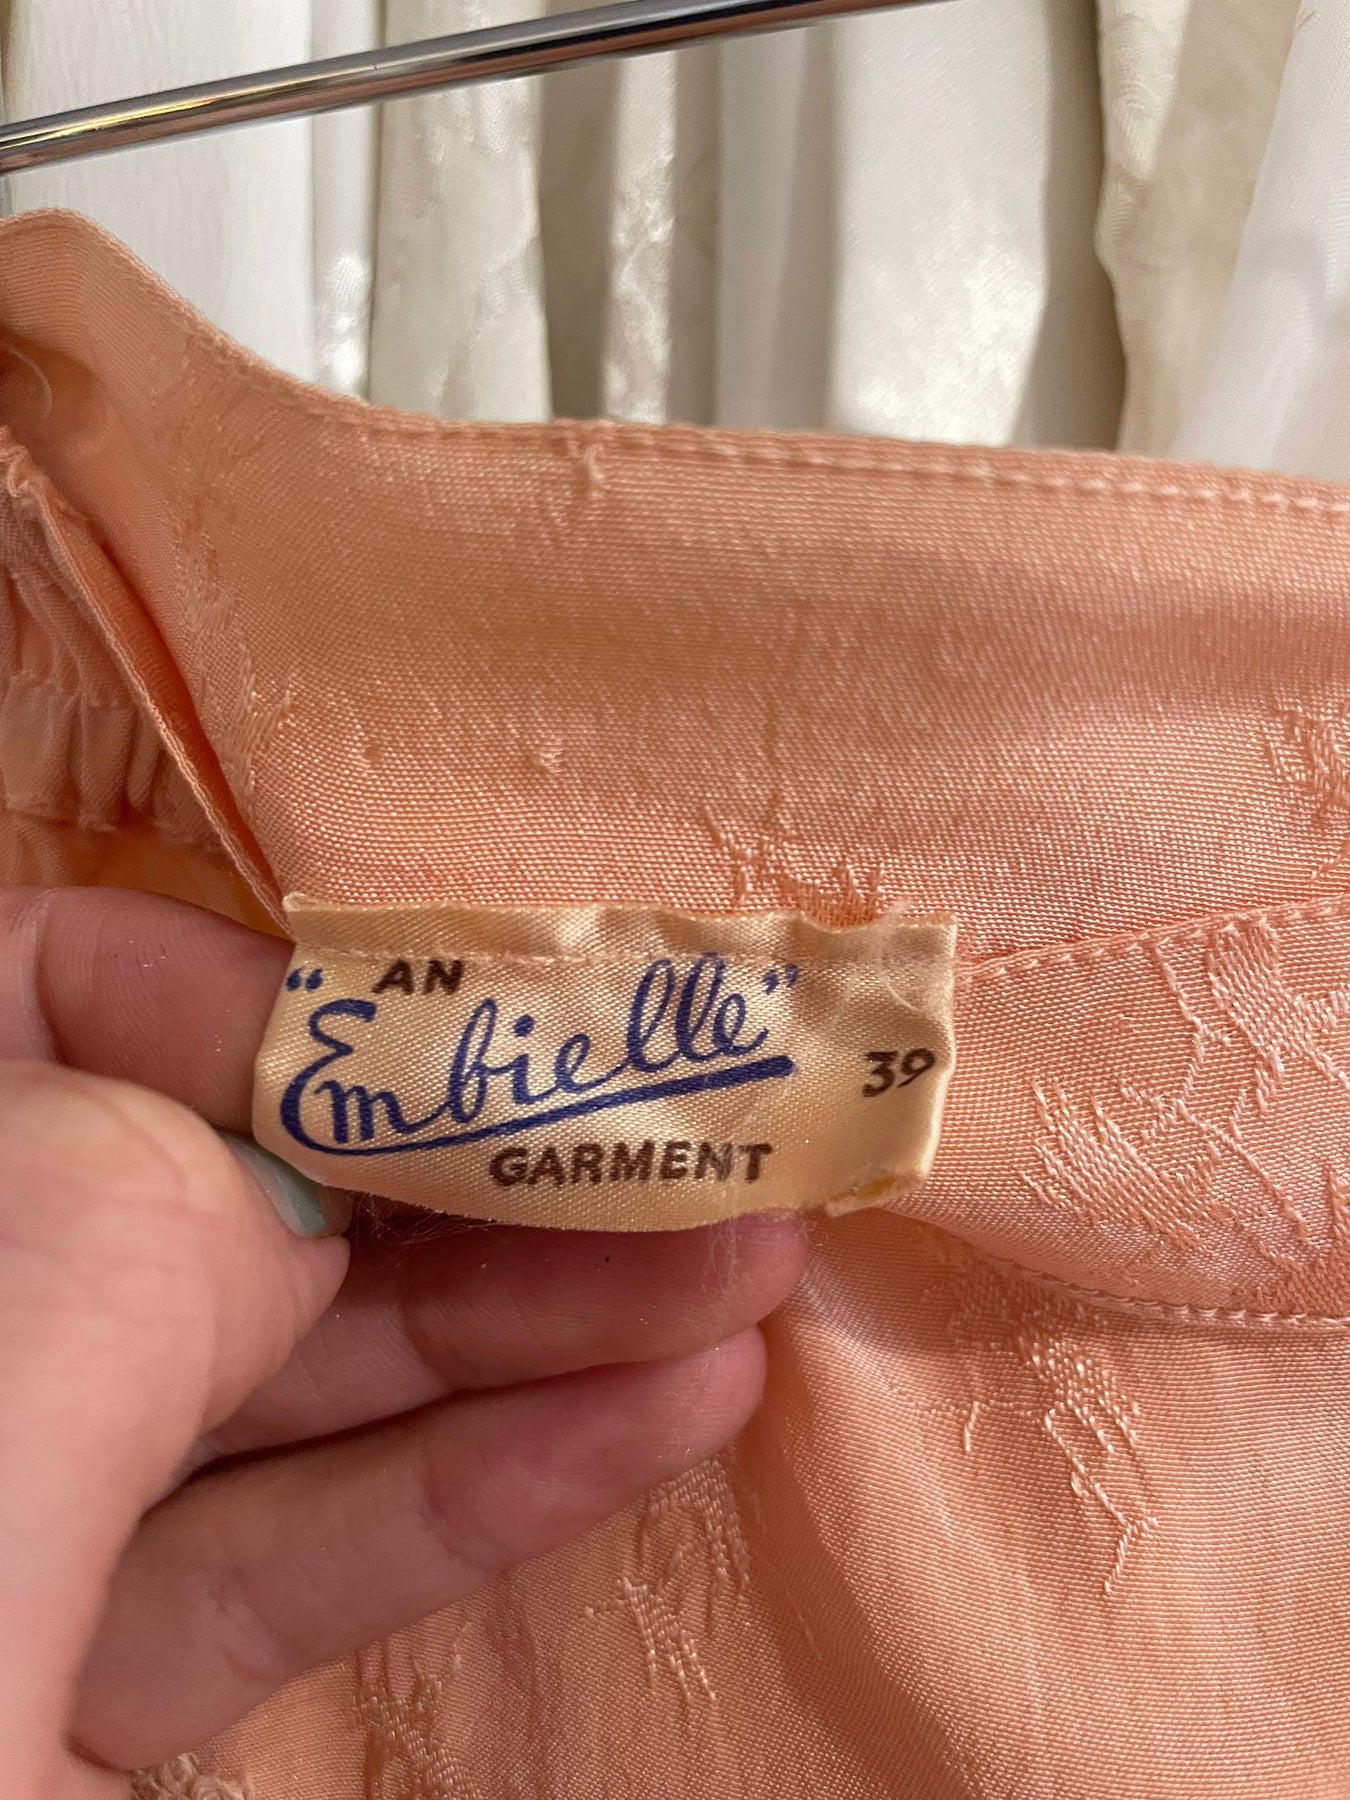 AN
"Embielle"
39
GARMENT